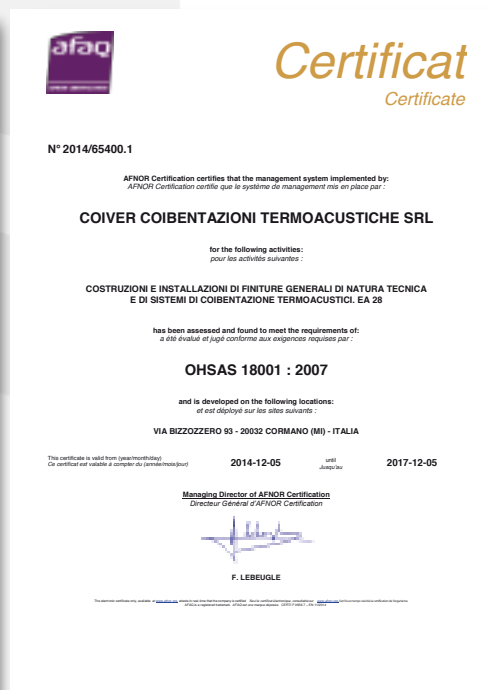 afaq
Certificat
Certificate
N° 2014/65400.1
AFNOR Certification certifies that the management system implemented by:
AFNOR Certification certifie que le système de management mis en place par :
COIVER COIBENTAZIONI TERMOACUSTICHE SRL
for the following activities:
pour les activités suivantes :
COSTRUZIONI E INSTALLAZIONI DI FINITURE GENERALI DI NATURA TECNICA
E DI SISTEMI DI COIBENTAZIONE TERMOACUSTICI. EA 28
has been assessed and found to meet the requirements of:
a été évalué et jugé conforme aux exigences requises par :
OHSAS 18001 : 2007
and is developed on the following locations:
et est déployé sur les sites suivants :
VIA BIZZOZZERO 93 - 20032 CORMANO (MI) - ITALIA
This certificate is valid from (year/month/day)
Ce certificat est valable à compter du (année/mois/jour)
2014-12-05
until
Jusqu'au
2017-12-05
Managing Director of AFNOR Certification
Directeur Général d'AFNOR Certification
F. LEBEUGLE